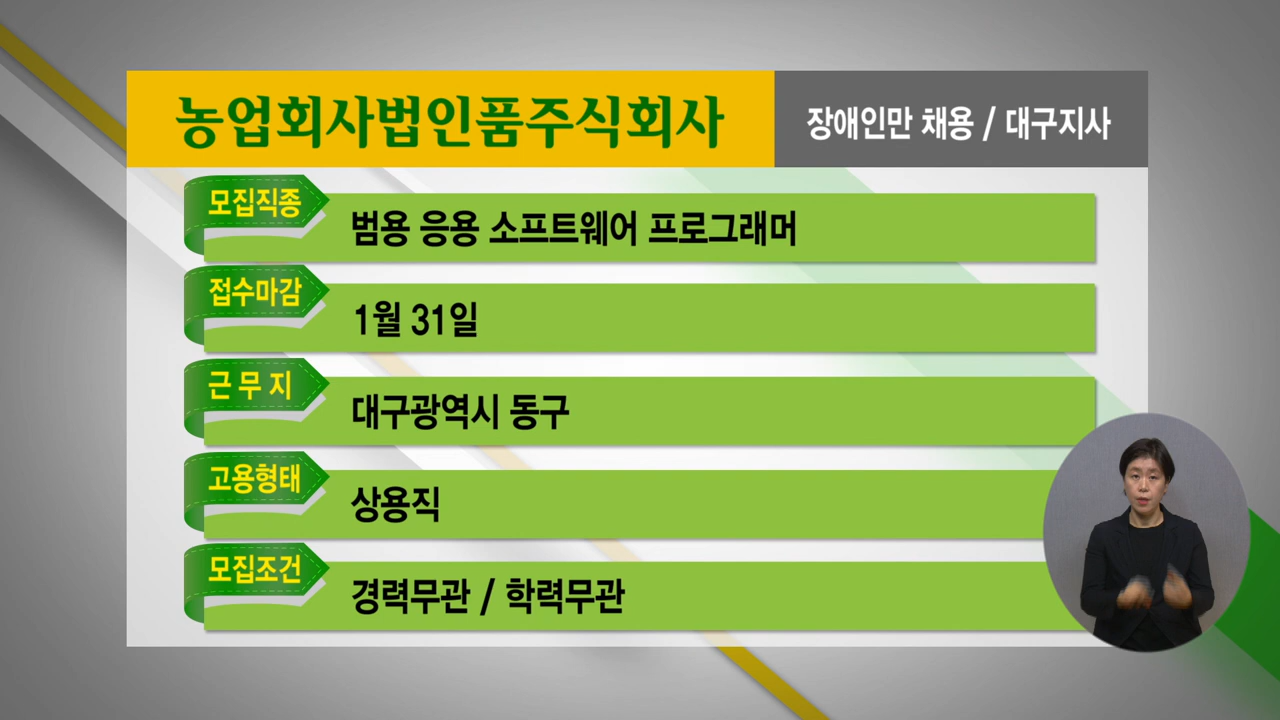 농업회사법인품주식회사
장애인만 채용 / 대구지사
모집직종
범용 응용 소프트웨어 프로그래머
접수마감
1월 31일
근 무 지
대구광역시 동구
고용형태
상용직
모집조건
경력무관 / 학력무관